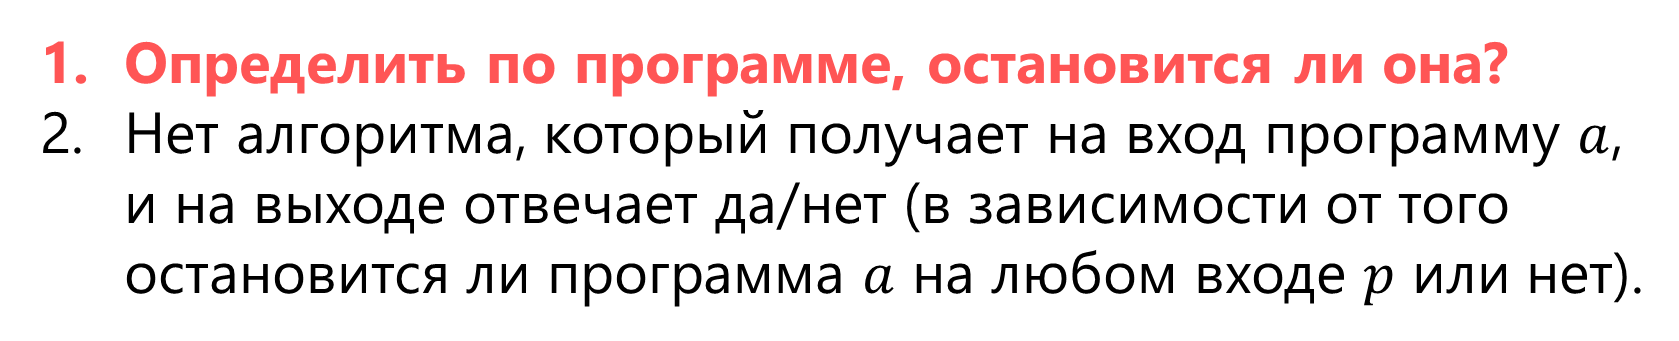 1. Определить по программе, остановится ли она?
2. Нет алгоритма, который получает на вход программу a,
и на выходе отвечает да/нет (в зависимости от того
остановится ли программа a на любом входе p или нет).